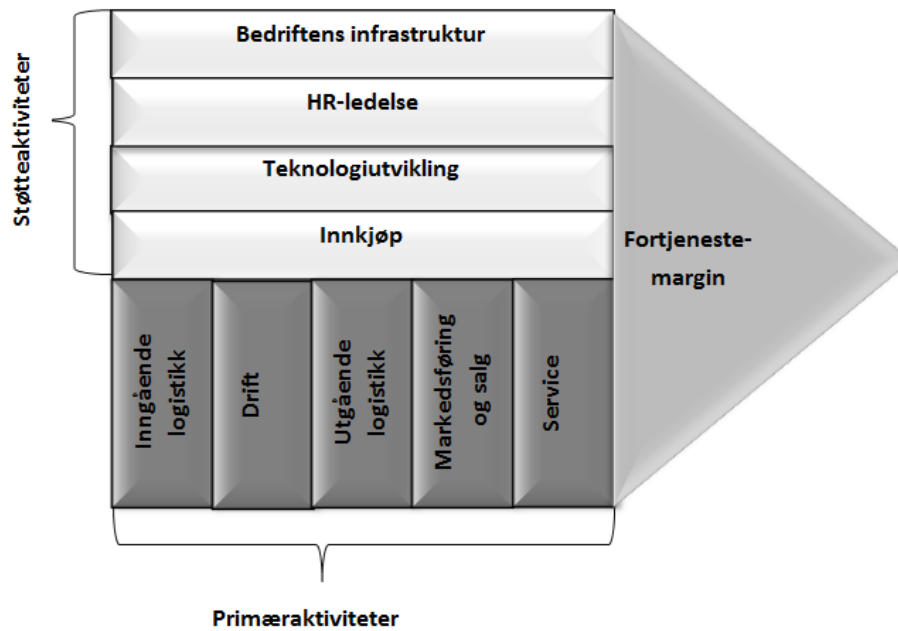 Støtteaktiviteter
Bedriftens infrastruktur
HR-ledelse
Teknologiutvikling
Innkjøp
Fortjeneste-
margin
Inngående
logistikk
Drift
Utgående
logistikk
Markedsføring
og salg
Service
Primæraktiviteter